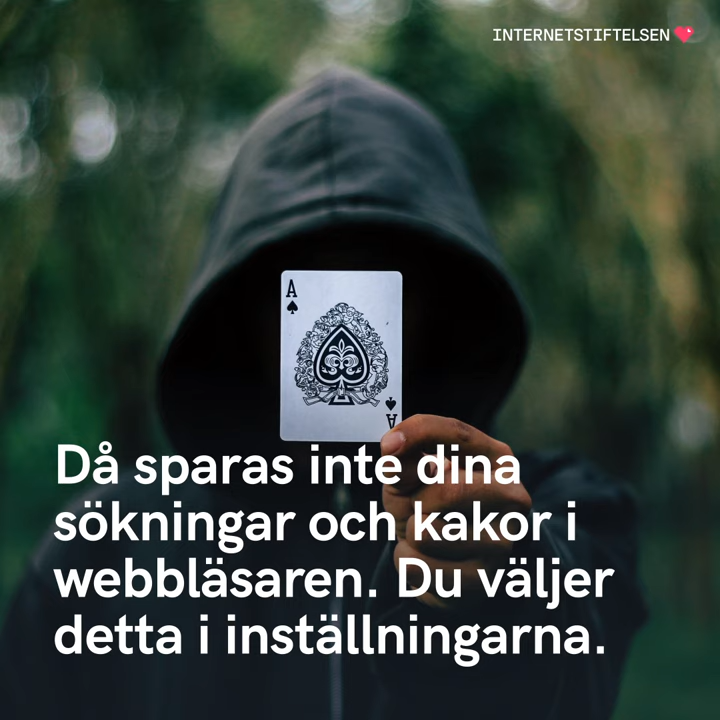 INTERNETSTIFTELSEN
A
A
Då sparas inte dina
sökningar och kakor i
webbläsaren. Du väljer
detta i inställningarna.